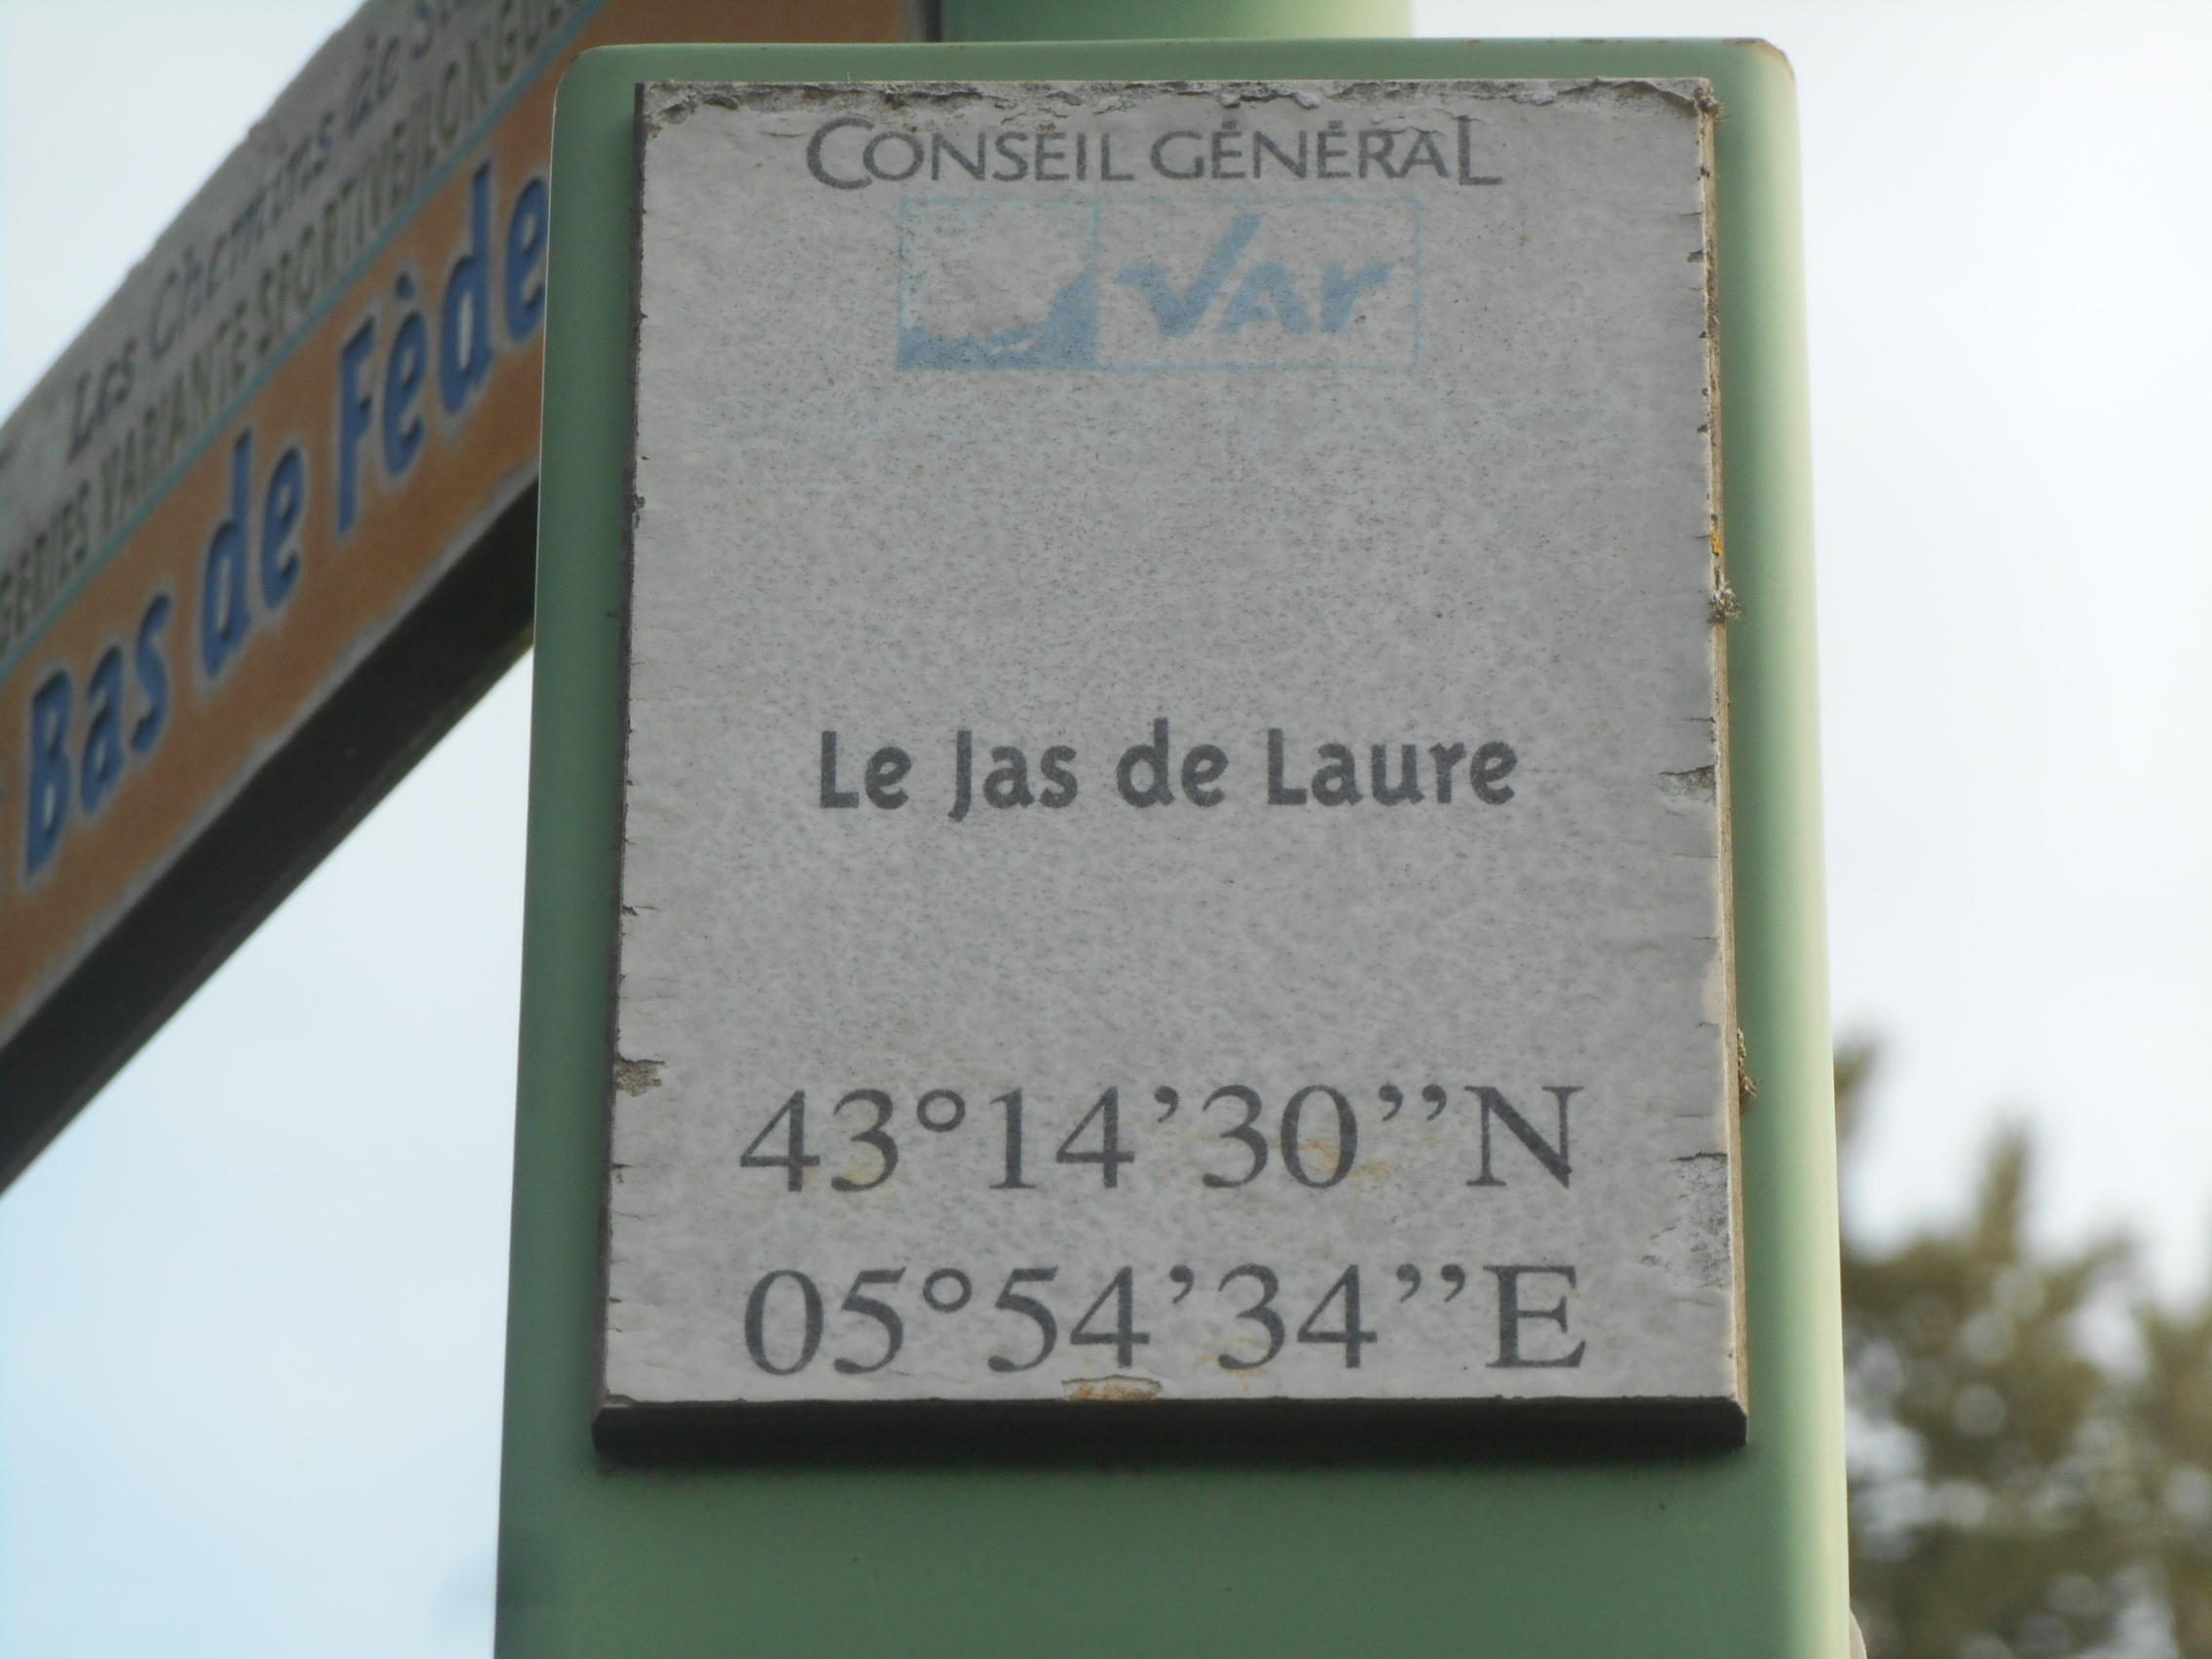 Les Chemins de
VARIANTE SPORTIVE/LONGUE
Bas de Fède
CONSEIL GÉNÉRAL
Var
Le Jas de Laure
43°14’30’’N
05°54’34’’E